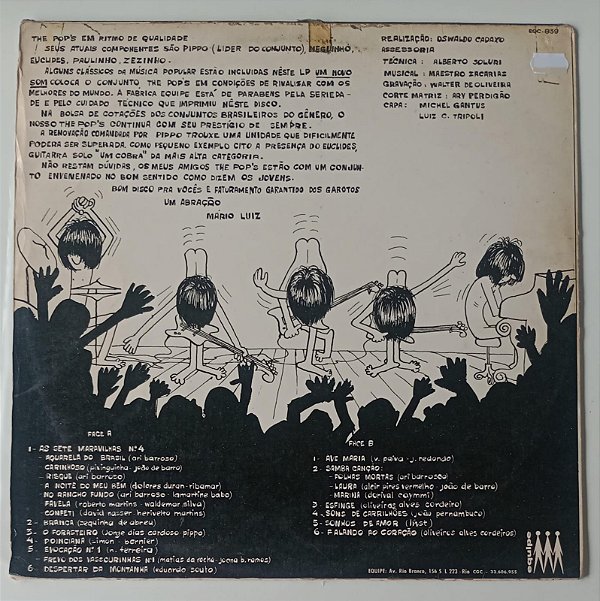 EQC-839
THE POP'S EM RITMO DE QUALIDADE
! SEUS ATUAIS COMPONENTES SÃO PIPPO (LIDER DO CONJUNTO), NEGUINHO,
EUCLIDES, PAULINHO, ZEZINHO.
ALGUNS CLÁSSICOS DA MÚSICA POPULAR ESTÃO INCLUIDAS NÊSTE LP UM NOVO
SOM COLOCA O CONJUNTO THE POP'S EM CONDIÇÕES DE RIVALISAR COM OS
MELHORES DO MUNDO. A FABRICA EQUIPE ESTÁ DE PARABENS PELA SERIEDA-
DE E PELO CUIDADO TECNICO QUE IMPRIMIU NÊSTE DISCO.
NA BOLSA DE COTAÇÕES DOS CONJUNTOS BRASILEIROS DO GÊNERO, O
NOSSO THE POP'S CONTINUA COM SEU PRESTIGIO DE SEMPRE.
A RENOVAÇÃO COMANDADA POR PIPPO TROUXE UMA UNIDADE QUE DIFICILMENTE
PODERA SER SUPERADA. COMO PEQUENO EXEMPLO CITO A PRESENÇA DO EUCLIDES,
GUITARRA SOLO "UM COBRA" DA MAIS ALTA CATEGORIA.
NÃO RESTAM DÚVIDAS, OS MEUS AMIGOS THE POP'S ESTÃO COM UM CONJUN-
TO ENVENENADO NO BOM SENTIDO COMO DIZEM OS JOVENS.
BOM DISCO PRA VOCÊS E FATURAMENTO GARANTIDO DOS GAROTOS
UM ABRAÇÃO
MARIO LUIZ
REALIZAÇÃO: OSWALDO CADAXO
ASSESSORIA
TÉCNICA: ALBERTO SOLURI
MUSICAL: MAESTRO ZACARIAS
GRAVAÇÃO: WALTER DE OLIVEIRA
CORTE MATRIZ: ARY PERDIGÃO
CAPA: MICHEL GANTUS
LUIZ C. TRIPOLI
FACE A
1 - AS SETE MARAVILHAS Nº 4
- AQUARELA DO BRASIL (ari barroso)
CARINHOSO (pixinguinha - joão de barro)
- RISQUE (ari barroso)
A NOITE DO MEU BEM (dolores duran - ribamar)
NO RANCHO FUNDO (ari barroso - lamartine babo)
FAVELA (roberto martins - waldemar silva)
CONFETI (david nasser - herivelto martins)
2 - BRANCA (zequinha de abreu)
3 - O FORRASTEIRO (jorge dias cardoso pippo)
4 - POINCIANA (simon - bernier)
5 - EVOCAÇÃO Nº 1 (n. ferreira)
- FREVO DOS VASSOURINHAS Nº 1 (matias da rocha - joana b. ramos)
6 - DESPERTAR DA MONTANHA (eduardo souto)
FACE B
1 - AVE MARIA (v. paiva - j. redondo)
2 - SAMBA CANÇÃO:
- FOLHAS MORTAS (ari barroso)
- LAURA (alcir pires vermelho - joão de barro)
- MARINA (dorival caymmi)
3 - ESFINGE (oliveiros alves cordeiro)
4 - SONS DE CARRILHÕES (joão pernambuco)
5 - SONHOS DE AMOR (liszt)
6 - FALANDO AO CORAÇÃO (oliveiros alves cordeiro)
EQUIPE: Av. Rio Branco, 156 S L 223 - Rio CGC - 33.606.955
equipe